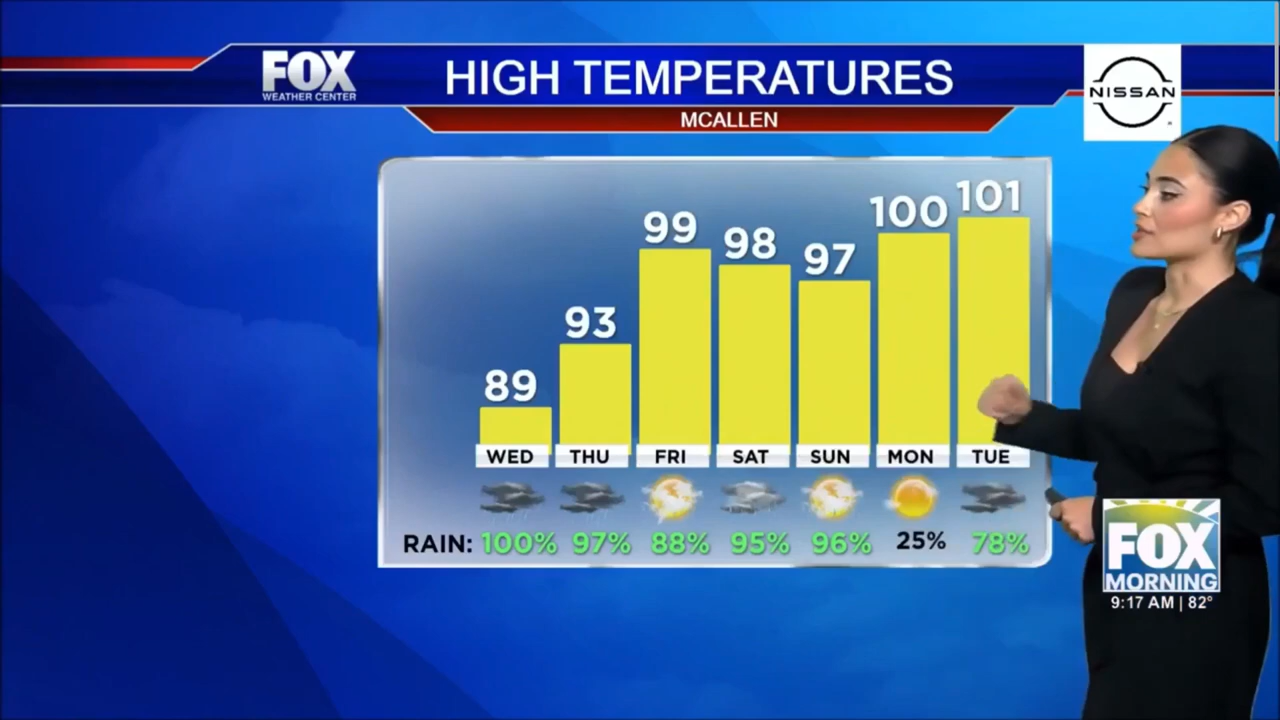 FOX
WEATHER CENTER
HIGH TEMPERATURES
MCALLEN
NISSAN
89 93 99 98 97 100 101
WED THU FRI SAT SUN MON TUE
RAIN: 100% 97% 88% 95% 96% 25% 78%
FOX
MORNING
9:17 AM | 82°